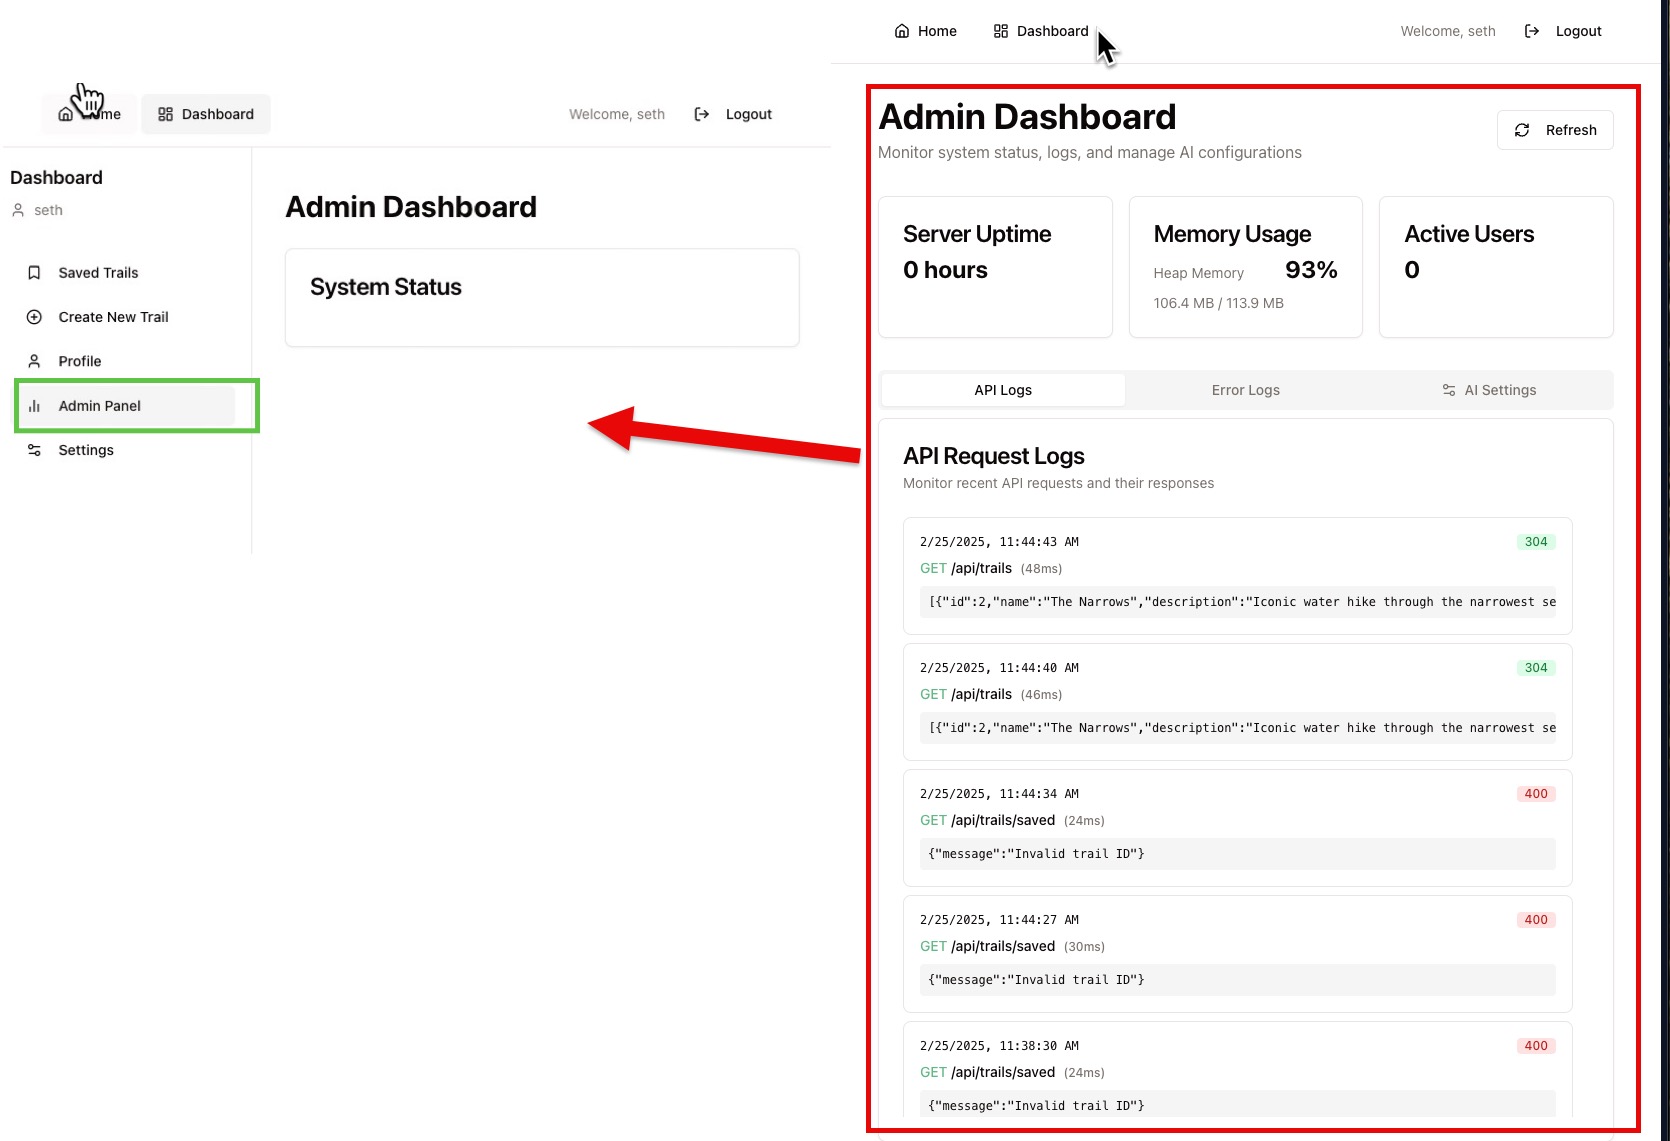 Home
Dashboard
Welcome, seth
Logout
Dashboard
seth
Saved Trails
Create New Trail
Profile
Admin Panel
Settings
Admin Dashboard
System Status
Home
Dashboard
Welcome, seth
Logout
Admin Dashboard
Monitor system status, logs, and manage AI configurations
Refresh
Server Uptime
0 hours
Memory Usage
Heap Memory 93%
106.4 MB / 113.9 MB
Active Users
0
API Logs
Error Logs
AI Settings
API Request Logs
Monitor recent API requests and their responses
2/25/2025, 11:44:43 AM 304
GET /api/trails (48ms)
[{"id":2,"name":"The Narrows","description":"Iconic water hike through the narrowest se
2/25/2025, 11:44:40 AM 304
GET /api/trails (46ms)
[{"id":2,"name":"The Narrows","description":"Iconic water hike through the narrowest se
2/25/2025, 11:44:34 AM 400
GET /api/trails/saved (24ms)
{"message":"Invalid trail ID"}
2/25/2025, 11:44:27 AM 400
GET /api/trails/saved (30ms)
{"message":"Invalid trail ID"}
2/25/2025, 11:38:30 AM 400
GET /api/trails/saved (24ms)
{"message":"Invalid trail ID"}